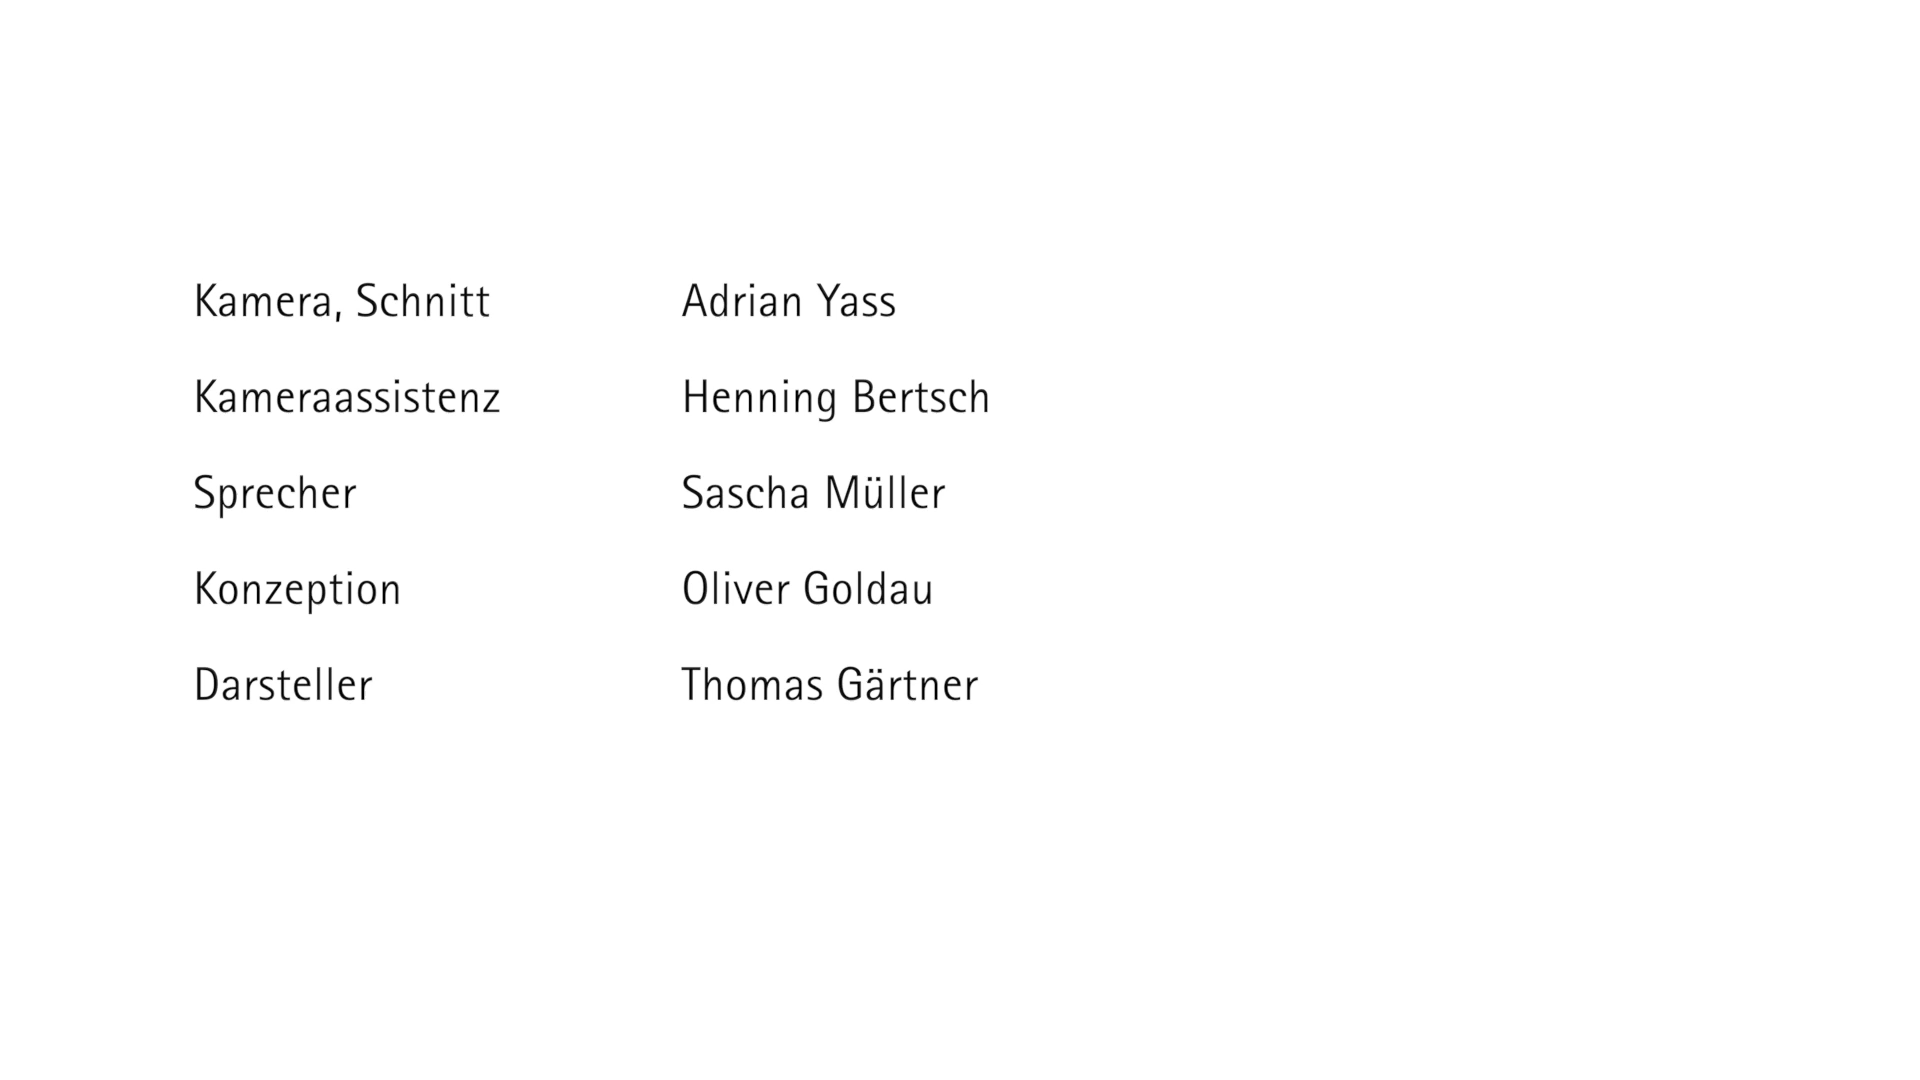 Kamera, Schnitt Adrian Yass
Kameraassistenz Henning Bertsch
Sprecher Sascha Müller
Konzeption Oliver Goldau
Darsteller Thomas Gärtner